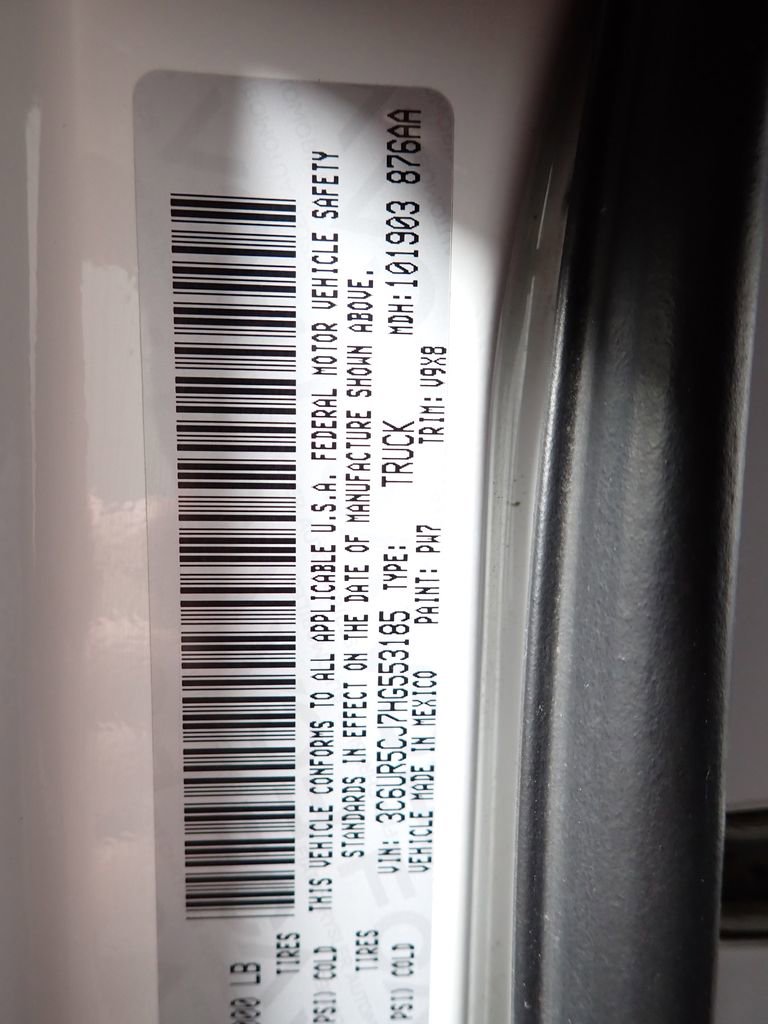 THIS VEHICLE CONFORMS TO ALL APPLICABLE U.S.A. FEDERAL MOTOR VEHICLE SAFETY
STANDARDS IN EFFECT ON THE DATE OF MANUFACTURE SHOWN ABOVE.
VIN: 3C6UR5CJ7HG553185 TYPE: TRUCK MDH: 101903 876AA
VEHICLE MADE IN MEXICO PAINT: PW7 TRIM: V9X8
LB
TIRES
PSI) COLD
TIRES
PSI) COLD